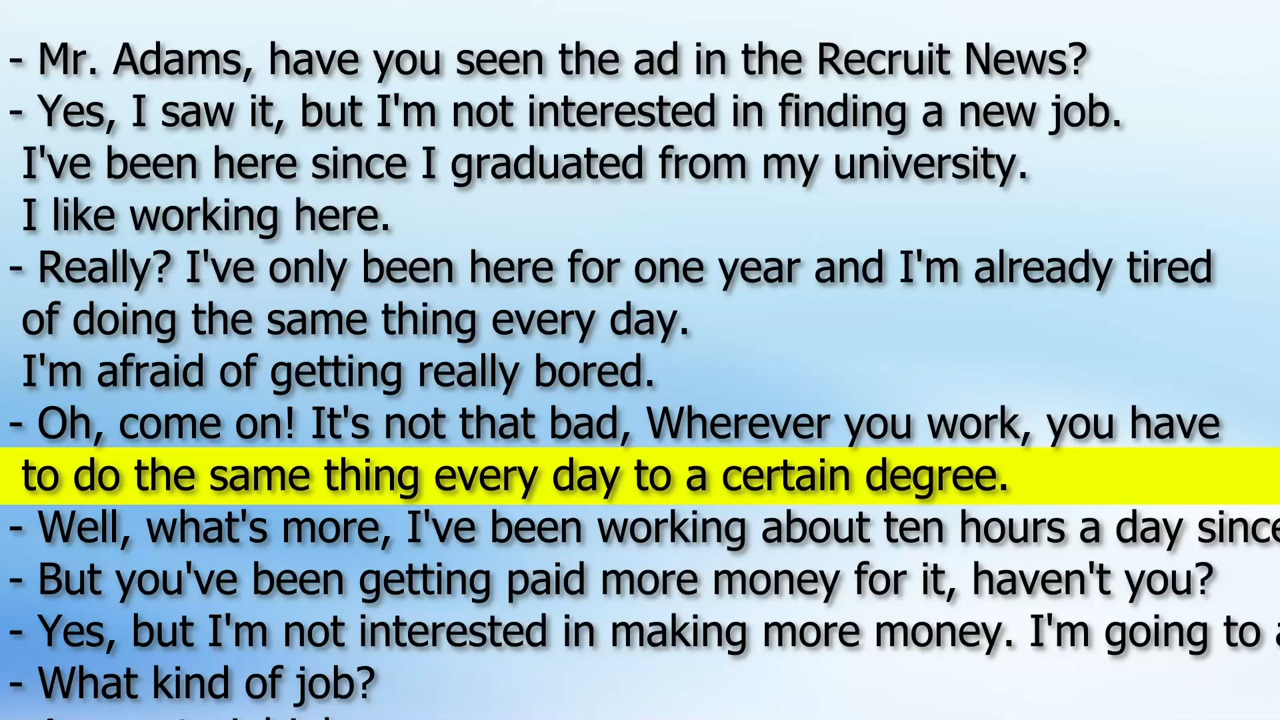 - Mr. Adams, have you seen the ad in the Recruit News?
- Yes, I saw it, but I'm not interested in finding a new job.
I've been here since I graduated from my university.
I like working here.
- Really? I've only been here for one year and I'm already tired
of doing the same thing every day.
I'm afraid of getting really bored.
- Oh, come on! It's not that bad, Wherever you work, you have
to do the same thing every day to a certain degree.
- Well, what's more, I've been working about ten hours a day since
- But you've been getting paid more money for it, haven't you?
- Yes, but I'm not interested in making more money. I'm going to
- What kind of job?